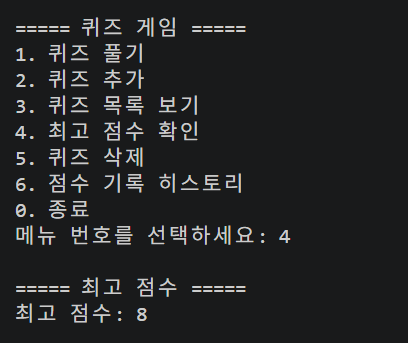 ===== 퀴즈 게임 =====
1. 퀴즈 풀기
2. 퀴즈 추가
3. 퀴즈 목록 보기
4. 최고 점수 확인
5. 퀴즈 삭제
6. 점수 기록 히스토리
0. 종료
메뉴 번호를 선택하세요: 4

===== 최고 점수 =====
최고 점수: 8